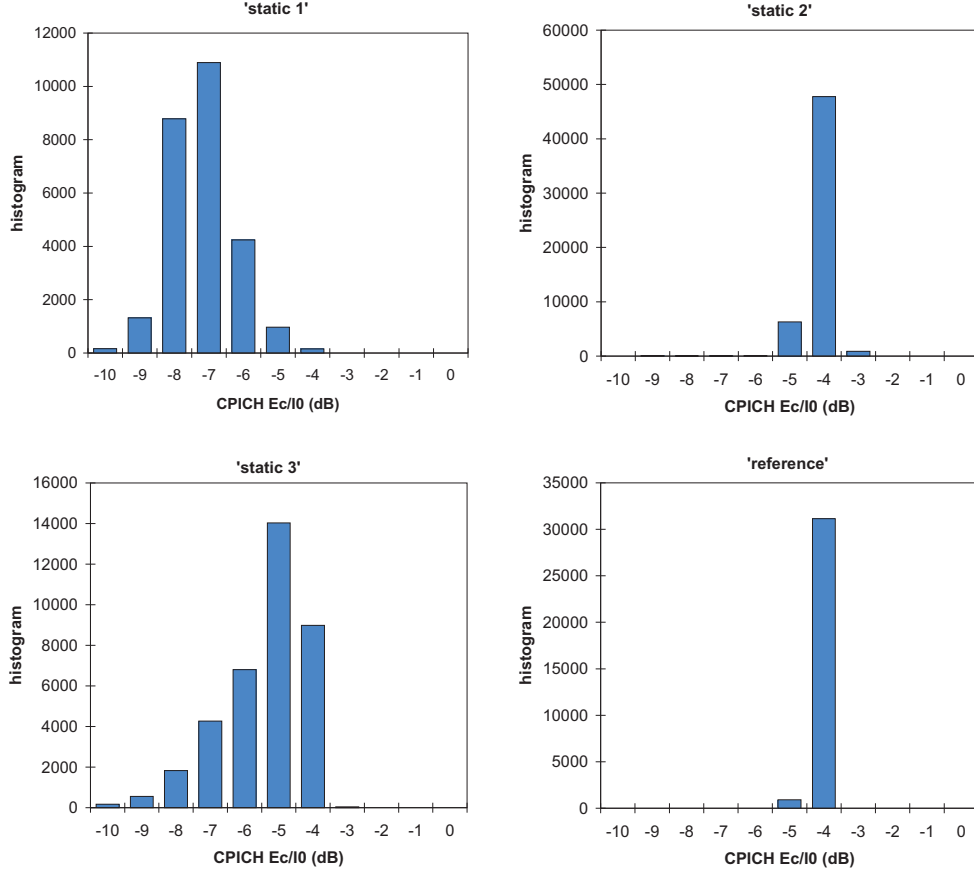 'static 1'
12000
10000
8000
6000
4000
2000
0
histogram
-10 -9 -8 -7 -6 -5 -4 -3 -2 -1 0
CPICH Ec/I0 (dB)
'static 2'
60000
50000
40000
30000
20000
10000
0
histogram
-10 -9 -8 -7 -6 -5 -4 -3 -2 -1 0
CPICH Ec/I0 (dB)
'static 3'
16000
14000
12000
10000
8000
6000
4000
2000
0
histogram
-10 -9 -8 -7 -6 -5 -4 -3 -2 -1 0
CPICH Ec/I0 (dB)
'reference'
35000
30000
25000
20000
15000
10000
5000
0
histogram
-10 -9 -8 -7 -6 -5 -4 -3 -2 -1 0
CPICH Ec/I0 (dB)